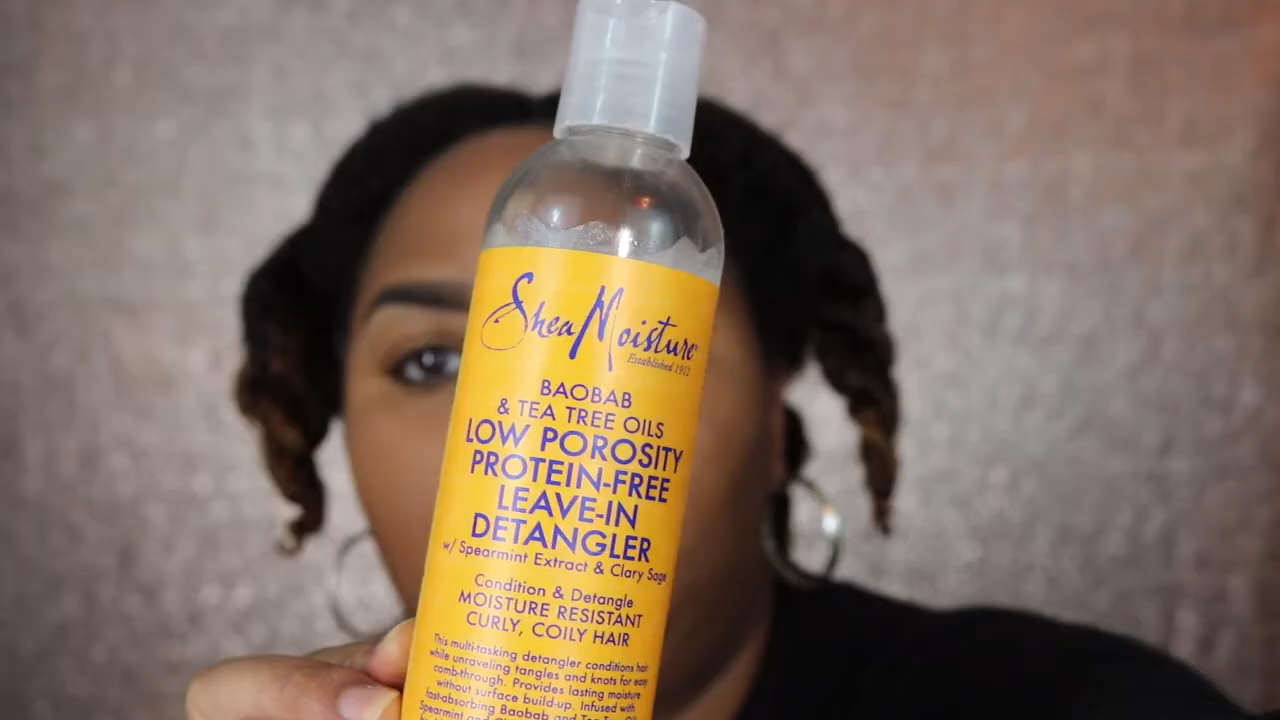 SheaMoisture
Established 1912
BAOBAB
& TEA TREE OILS
LOW POROSITY
PROTEIN-FREE
LEAVE-IN
DETANGLER
w/ Spearmint Extract & Clary Sage
Condition & Detangle
MOISTURE RESISTANT
CURLY, COILY HAIR
This multi-tasking detangler conditions hair
while unraveling tangles and knots for easy
comb-through. Provides lasting moisture
without surface build-up. Infused with
fast-absorbing Baobab and Tea Tree Oils,
Spearmint and